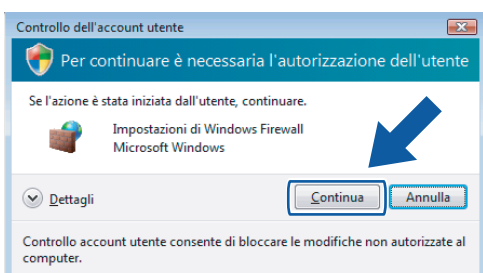 Controllo dell'account utente
Per continuare è necessaria l'autorizzazione dell'utente
Se l'azione è stata iniziata dall'utente, continuare.
Impostazioni di Windows Firewall
Microsoft Windows
Dettagli
Continua
Annulla
Controllo account utente consente di bloccare le modifiche non autorizzate al
computer.